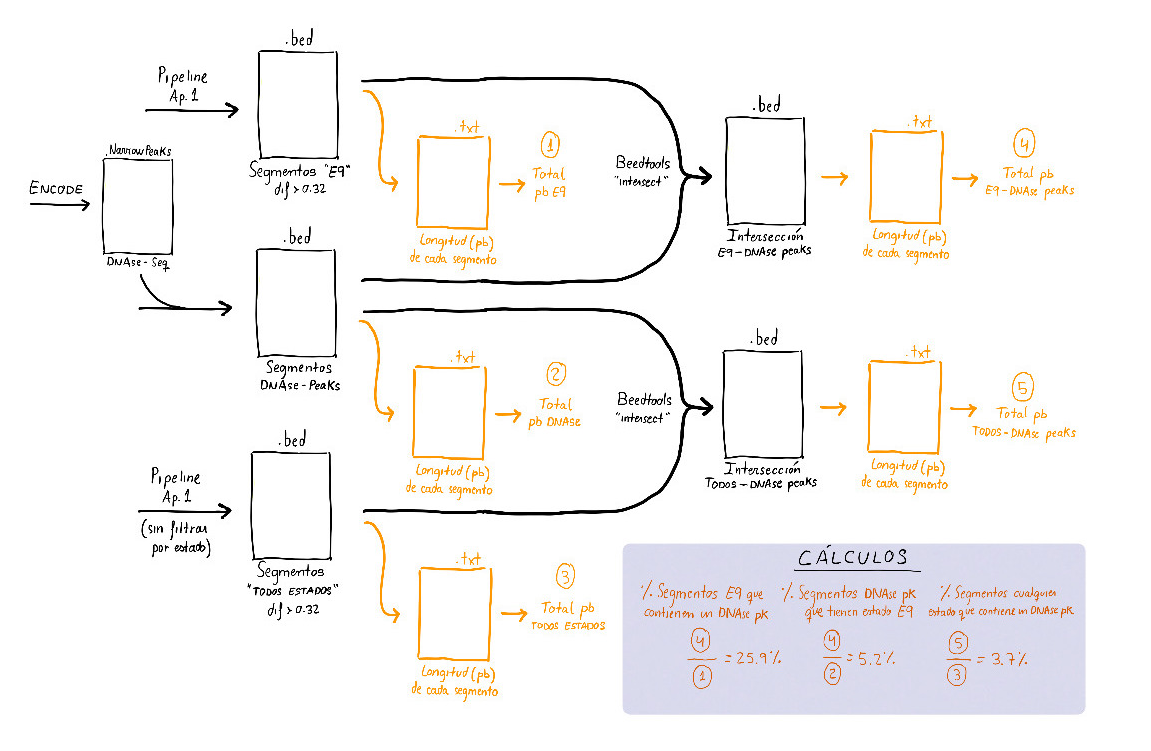 .bed
Pipeline
Ap.1
Segmentos "E9"
dif > 0.32
.NarrowPeaks
ENCODE
DNAse-Seq
.txt
1
Total
pb E9
Longitud (pb)
de cada segmento
Beedtools
"intersect"
.bed
Intersección
E9-DNAse peaks
.txt
Longitud (pb)
de cada segmento
4
Total pb
E9-DNAse peaks
.bed
Segmentos
DNAse-Peaks
.txt
2
Total
pb DNAse
Longitud (pb)
de cada segmento
Beedtools
"intersect"
.bed
Intersección
TODOS-DNAse peaks
.txt
Longitud (pb)
de cada segmento
5
Total pb
TODOS-DNAse peaks
.bed
Pipeline
Ap.1
(sin filtrar
por estado)
Segmentos
"TODOS ESTADOS"
dif > 0.32
.txt
3
Total pb
TODOS ESTADOS
Longitud (pb)
de cada segmento
CÁLCULOS
% Segmentos E9 que
contienen un DNAse pk
4
1
= 25.9%
% Segmentos DNAse pk
que tienen estado E9
4
2
= 5.2%
% Segmentos cualquier
estado que contiene un DNAse pk
5
3
= 3.7%